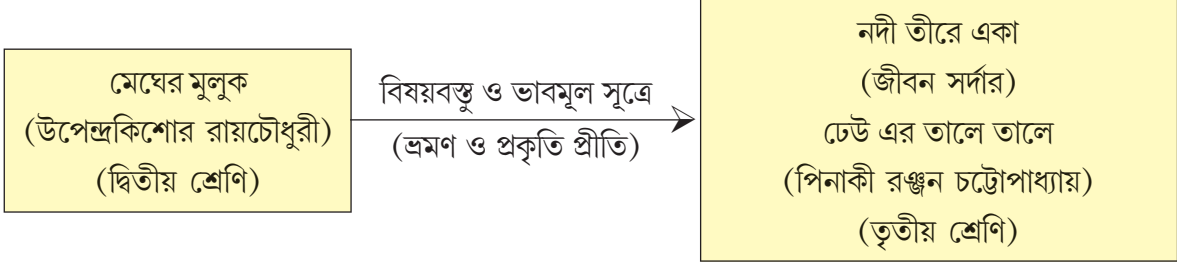 মেঘের মুলুক
(উপেন্দ্রকিশোর রায়চৌধুরী)
(দ্বিতীয় শ্রেণি)
বিষয়বস্তু ও ভাবমূল সূত্রে
(ভ্রমণ ও প্রকৃতি প্রীতি)
নদী তীরে একা
(জীবন সর্দার)
ঢেউ এর তালে তালে
(পিনাকী রঞ্জন চট্টোপাধ্যায়)
(তৃতীয় শ্রেণি)